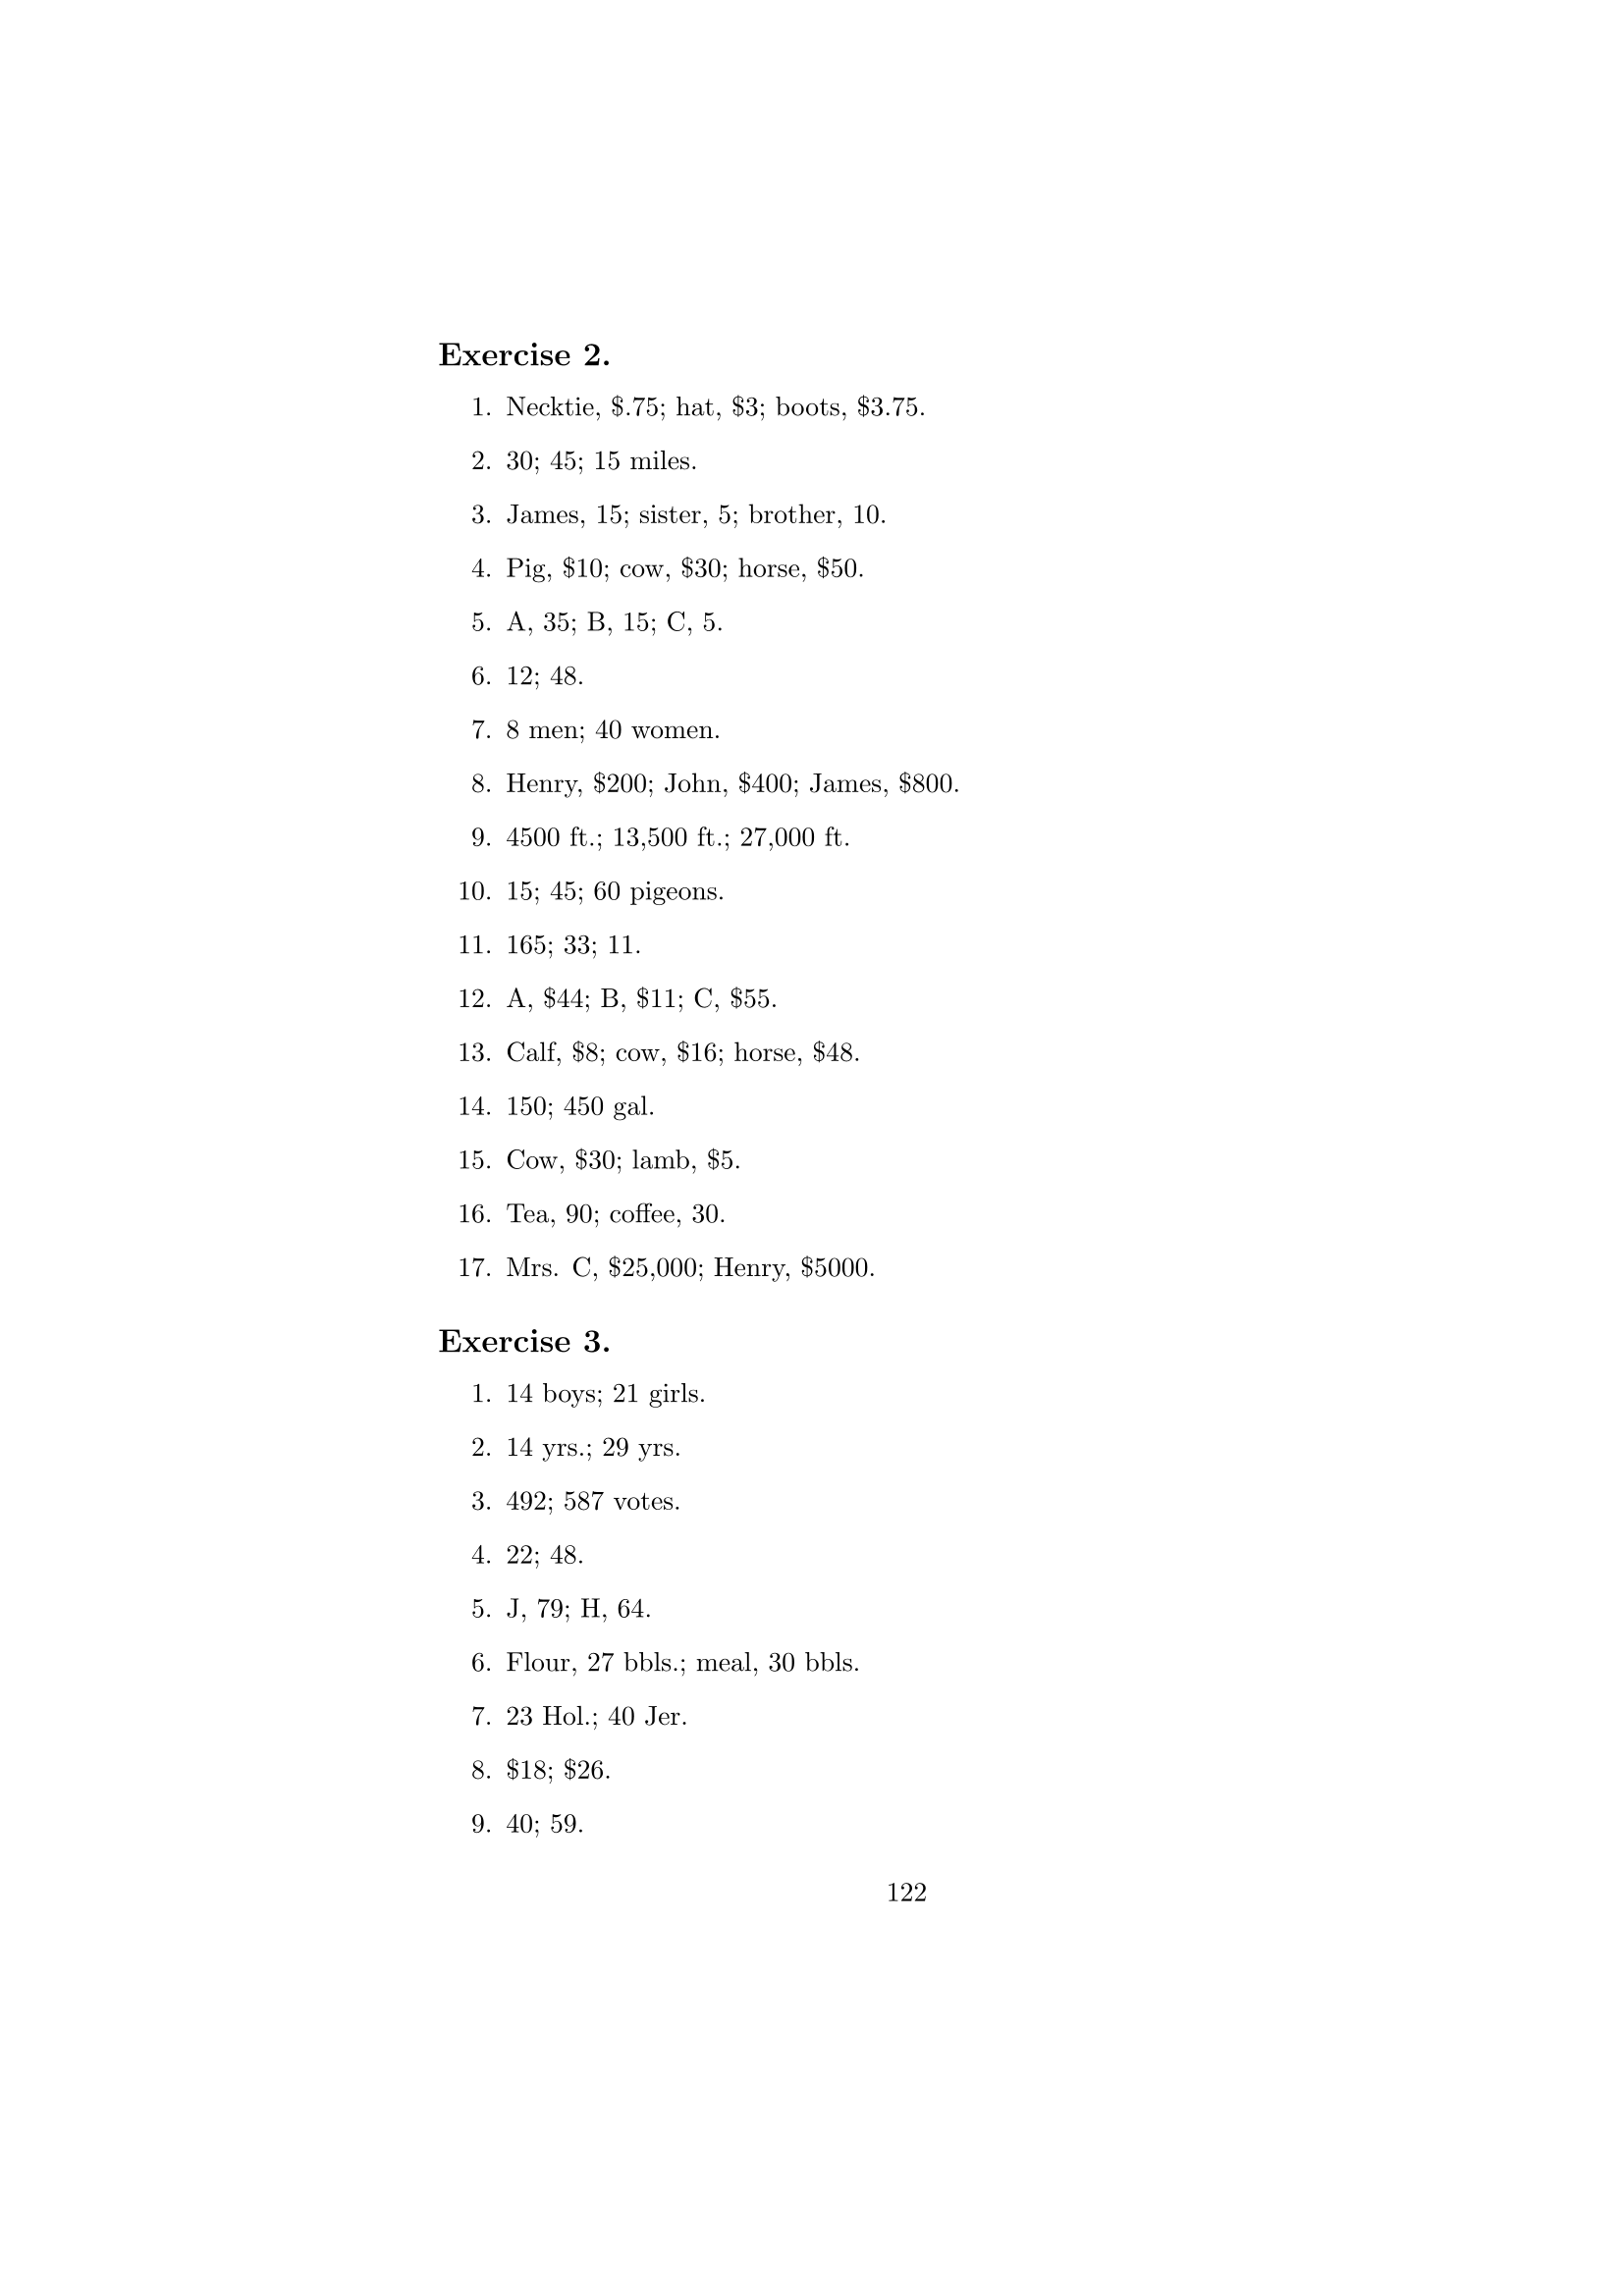 Exercise 2.
1. Necktie, $.75; hat, $3; boots, $3.75.
2. 30; 45; 15 miles.
3. James, 15; sister, 5; brother, 10.
4. Pig, $10; cow, $30; horse, $50.
5. A, 35; B, 15; C, 5.
6. 12; 48.
7. 8 men; 40 women.
8. Henry, $200; John, $400; James, $800.
9. 4500 ft.; 13,500 ft.; 27,000 ft.
10. 15; 45; 60 pigeons.
11. 165; 33; 11.
12. A, $44; B, $11; C, $55.
13. Calf, $8; cow, $16; horse, $48.
14. 150; 450 gal.
15. Cow, $30; lamb, $5.
16. Tea, 90; coffee, 30.
17. Mrs. C, $25,000; Henry, $5000.
Exercise 3.
1. 14 boys; 21 girls.
2. 14 yrs.; 29 yrs.
3. 492; 587 votes.
4. 22; 48.
5. J, 79; H, 64.
6. Flour, 27 bbls.; meal, 30 bbls.
7. 23 Hol.; 40 Jer.
8. $18; $26.
9. 40; 59.
122